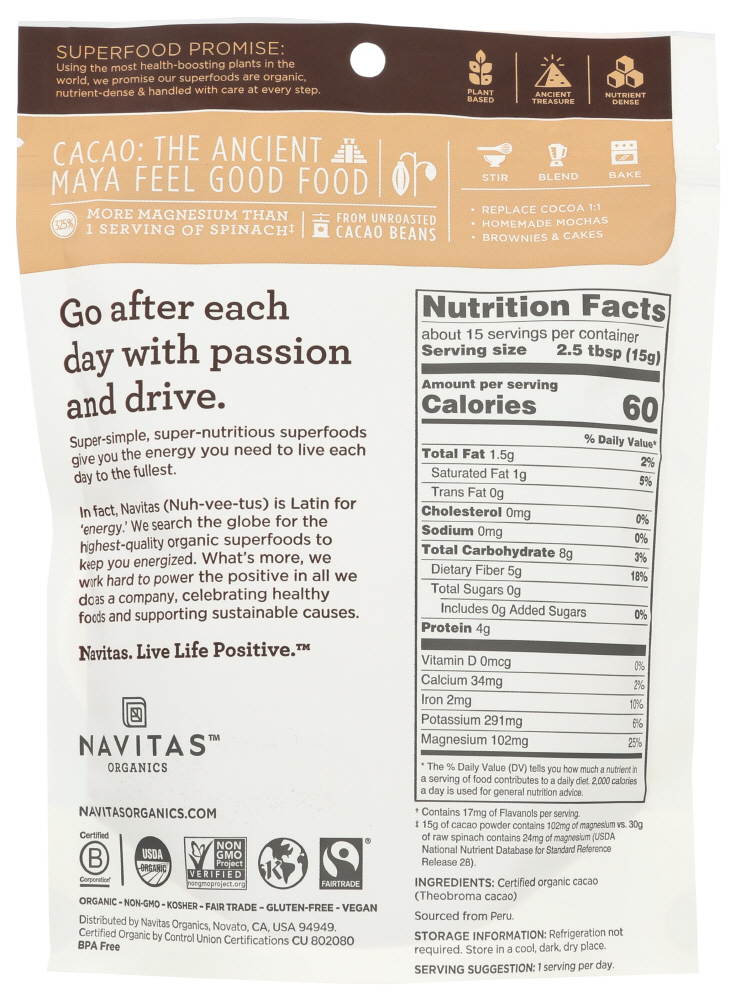 SUPERFOOD PROMISE:
Using the most health-boosting plants in the
world, we promise our superfoods are organic,
nutrient-dense & handled with care at every step.
PLANT
BASED
ANCIENT
TREASURE
NUTRIENT
DENSE
CACAO: THE ANCIENT
MAYA FEEL GOOD FOOD
325%
MORE MAGNESIUM THAN
1 SERVING OF SPINACH‡
FROM UNROASTED
CACAO BEANS
STIR
BLEND
BAKE
• REPLACE COCOA 1:1
• HOMEMADE MOCHAS
• BROWNIES & CAKES
Go after each
day with passion
and drive.
Super-simple, super-nutritious superfoods
give you the energy you need to live each
day to the fullest.
In fact, Navitas (Nuh-vee-tus) is Latin for
'energy.' We search the globe for the
highest-quality organic superfoods to
keep you energized. What's more, we
work hard to power the positive in all we
do as a company, celebrating healthy
foods and supporting sustainable causes.
Navitas. Live Life Positive.™
NAVITAS™
ORGANICS
NAVITASORGANICS.COM
Certified
B
Corporation
USDA
ORGANIC
NON
GMO
Project
VERIFIED
nongmoproject.org
K
FAIRTRADE
®
ORGANIC - NON-GMO - KOSHER - FAIR TRADE - GLUTEN-FREE - VEGAN
Distributed by Navitas Organics, Novato, CA, USA 94949.
Certified Organic by Control Union Certifications CU 802080
BPA Free
Nutrition Facts
about 15 servings per container
Serving size 2.5 tbsp (15g)
Amount per serving
Calories 60
% Daily Value*
Total Fat 1.5g 2%
Saturated Fat 1g 5%
Trans Fat 0g
Cholesterol 0mg 0%
Sodium 0mg 0%
Total Carbohydrate 8g 3%
Dietary Fiber 5g 18%
Total Sugars 0g
Includes 0g Added Sugars 0%
Protein 4g
Vitamin D 0mcg 0%
Calcium 34mg 2%
Iron 2mg 10%
Potassium 291mg 6%
Magnesium 102mg 25%
* The % Daily Value (DV) tells you how much a nutrient in
a serving of food contributes to a daily diet. 2,000 calories
a day is used for general nutrition advice.
† Contains 17mg of Flavanols per serving.
‡ 15g of cacao powder contains 102mg of magnesium vs. 30g
of raw spinach contains 24mg of magnesium (USDA
National Nutrient Database for Standard Reference
Release 28).
INGREDIENTS: Certified organic cacao
(Theobroma cacao)
Sourced from Peru.
STORAGE INFORMATION: Refrigeration not
required. Store in a cool, dark, dry place.
SERVING SUGGESTION: 1 serving per day.